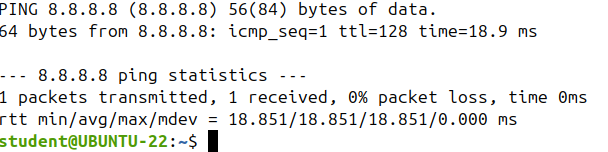 PING 8.8.8.8 (8.8.8.8) 56(84) bytes of data.
64 bytes from 8.8.8.8: icmp_seq=1 ttl=128 time=18.9 ms
--- 8.8.8.8 ping statistics ---
1 packets transmitted, 1 received, 0% packet loss, time 0ms
rtt min/avg/max/mdev = 18.851/18.851/18.851/0.000 ms
student@UBUNTU-22:~$